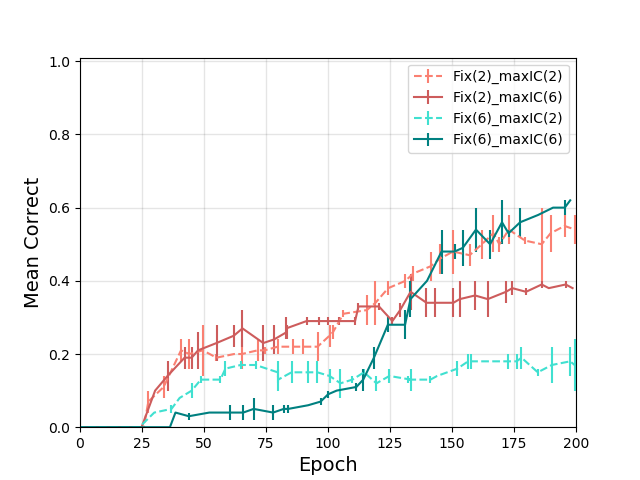 1.0
0.8
0.6
0.4
0.2
0.0
Mean Correct
Fix(2)_maxIC(2)
Fix(2)_maxIC(6)
Fix(6)_maxIC(2)
Fix(6)_maxIC(6)
0 25 50 75 100 125 150 175 200
Epoch